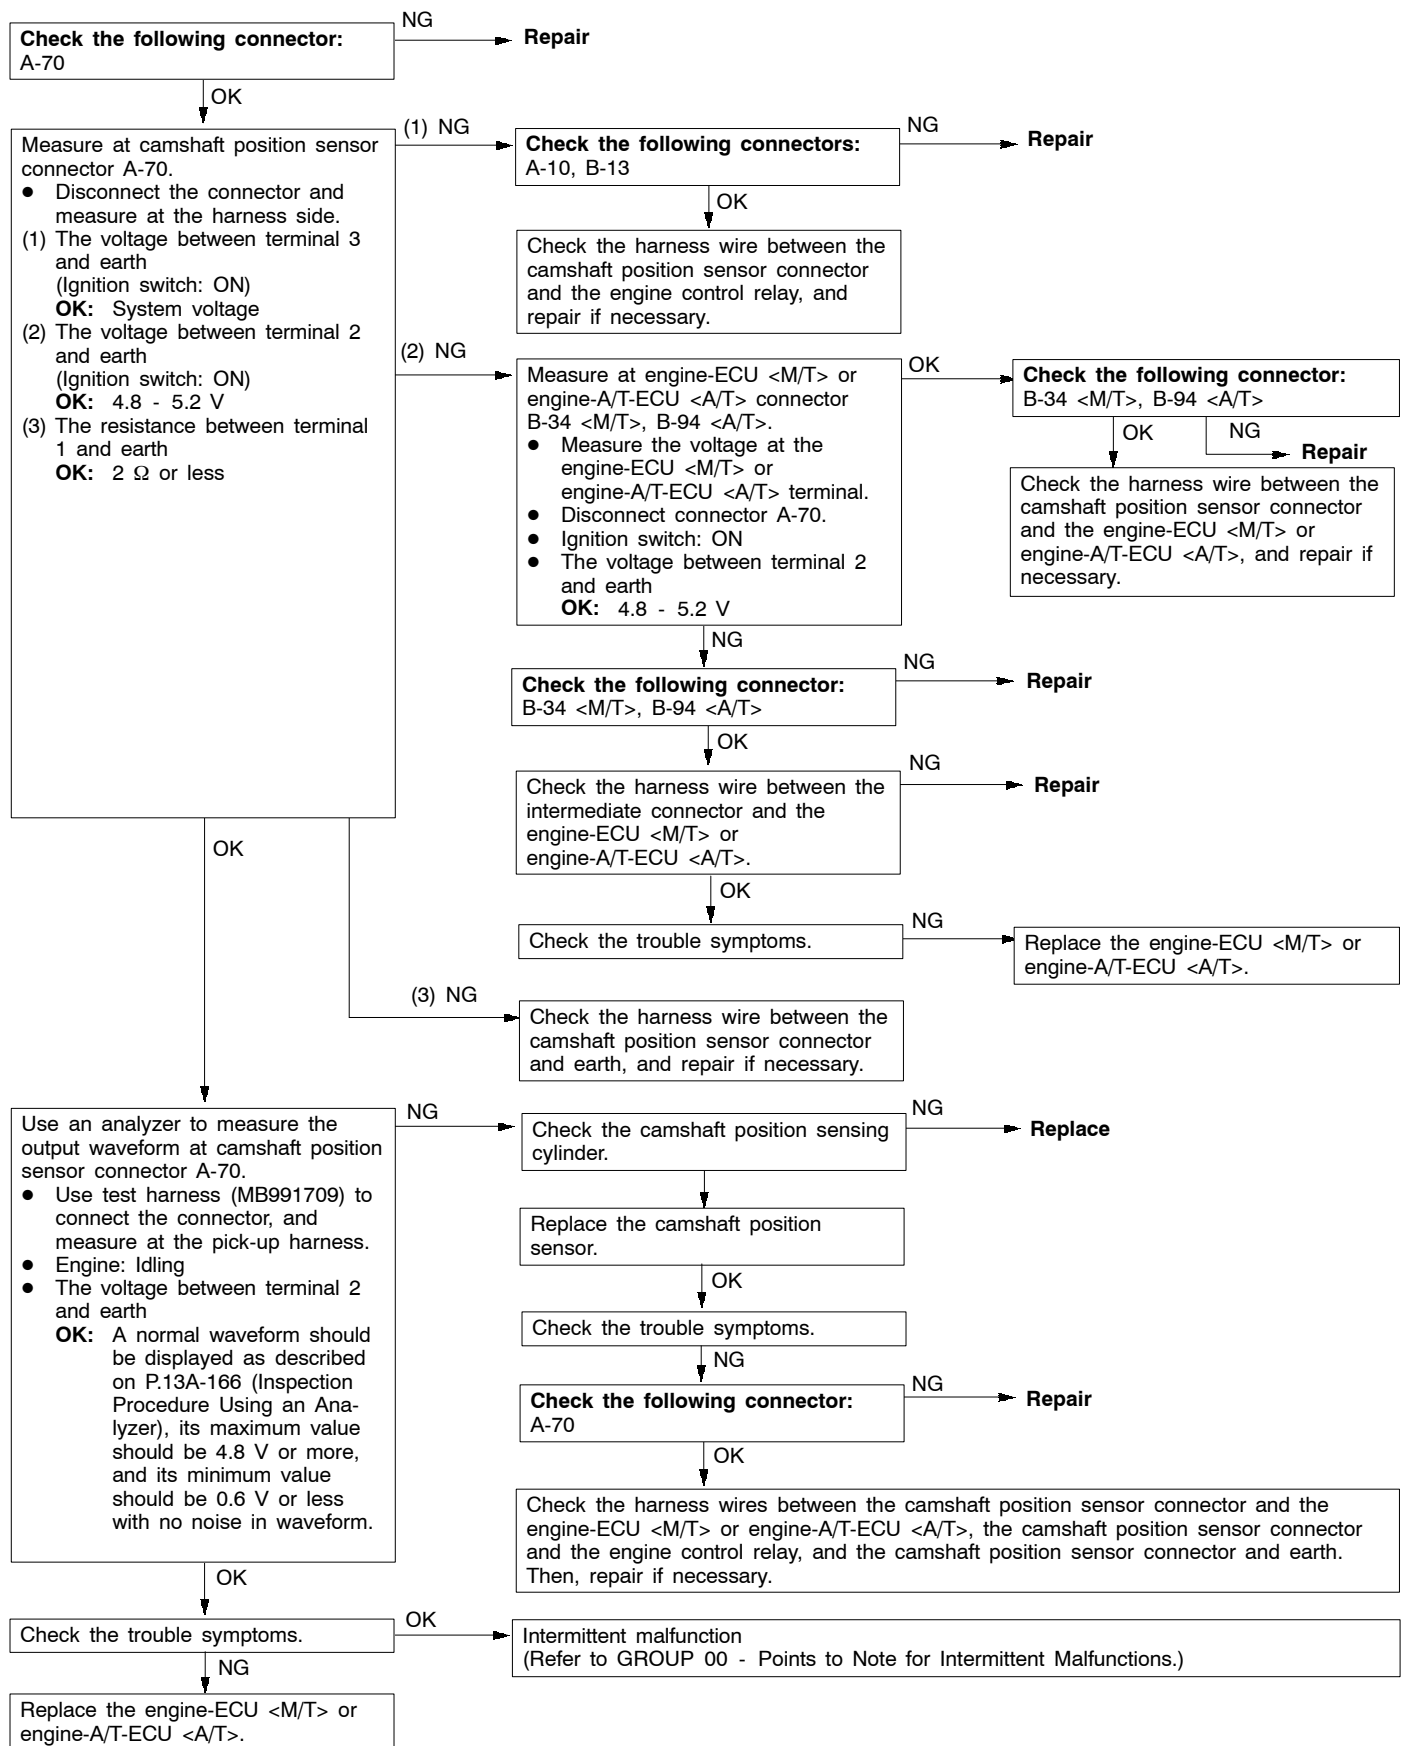 Check the following connector:
A-70
NG
Repair
OK
Measure at camshaft position sensor
connector A-70.
● Disconnect the connector and
measure at the harness side.
(1) The voltage between terminal 3
and earth
(Ignition switch: ON)
OK: System voltage
(2) The voltage between terminal 2
and earth
(Ignition switch: ON)
OK: 4.8 - 5.2 V
(3) The resistance between terminal
1 and earth
OK: 2 Ω or less
(1) NG
Check the following connectors:
A-10, B-13
NG
Repair
OK
Check the harness wire between the
camshaft position sensor connector
and the engine control relay, and
repair if necessary.
(2) NG
Measure at engine-ECU <M/T> or
engine-A/T-ECU <A/T> connector
B-34 <M/T>, B-94 <A/T>.
● Measure the voltage at the
engine-ECU <M/T> or
engine-A/T-ECU <A/T> terminal.
● Disconnect connector A-70.
● Ignition switch: ON
● The voltage between terminal 2
and earth
OK: 4.8 - 5.2 V
OK
Check the following connector:
B-34 <M/T>, B-94 <A/T>
OK
NG
Repair
Check the harness wire between the
camshaft position sensor connector
and the engine-ECU <M/T> or
engine-A/T-ECU <A/T>, and repair if
necessary.
NG
Check the following connector:
B-34 <M/T>, B-94 <A/T>
NG
Repair
OK
Check the harness wire between the
intermediate connector and the
engine-ECU <M/T> or
engine-A/T-ECU <A/T>.
NG
Repair
OK
Check the trouble symptoms.
NG
Replace the engine-ECU <M/T> or
engine-A/T-ECU <A/T>.
(3) NG
Check the harness wire between the
camshaft position sensor connector
and earth, and repair if necessary.
OK
Use an analyzer to measure the
output waveform at camshaft position
sensor connector A-70.
● Use test harness (MB991709) to
connect the connector, and
measure at the pick-up harness.
● Engine: Idling
● The voltage between terminal 2
and earth
OK: A normal waveform should
be displayed as described
on P.13A-166 (Inspection
Procedure Using an Ana-
lyzer), its maximum value
should be 4.8 V or more,
and its minimum value
should be 0.6 V or less
with no noise in waveform.
NG
Check the camshaft position sensing
cylinder.
NG
Replace
Replace the camshaft position
sensor.
OK
Check the trouble symptoms.
NG
Check the following connector:
A-70
NG
Repair
OK
Check the harness wires between the camshaft position sensor connector and the
engine-ECU <M/T> or engine-A/T-ECU <A/T>, the camshaft position sensor connector
and the engine control relay, and the camshaft position sensor connector and earth.
Then, repair if necessary.
OK
Check the trouble symptoms.
OK
Intermittent malfunction
(Refer to GROUP 00 - Points to Note for Intermittent Malfunctions.)
NG
Replace the engine-ECU <M/T> or
engine-A/T-ECU <A/T>.